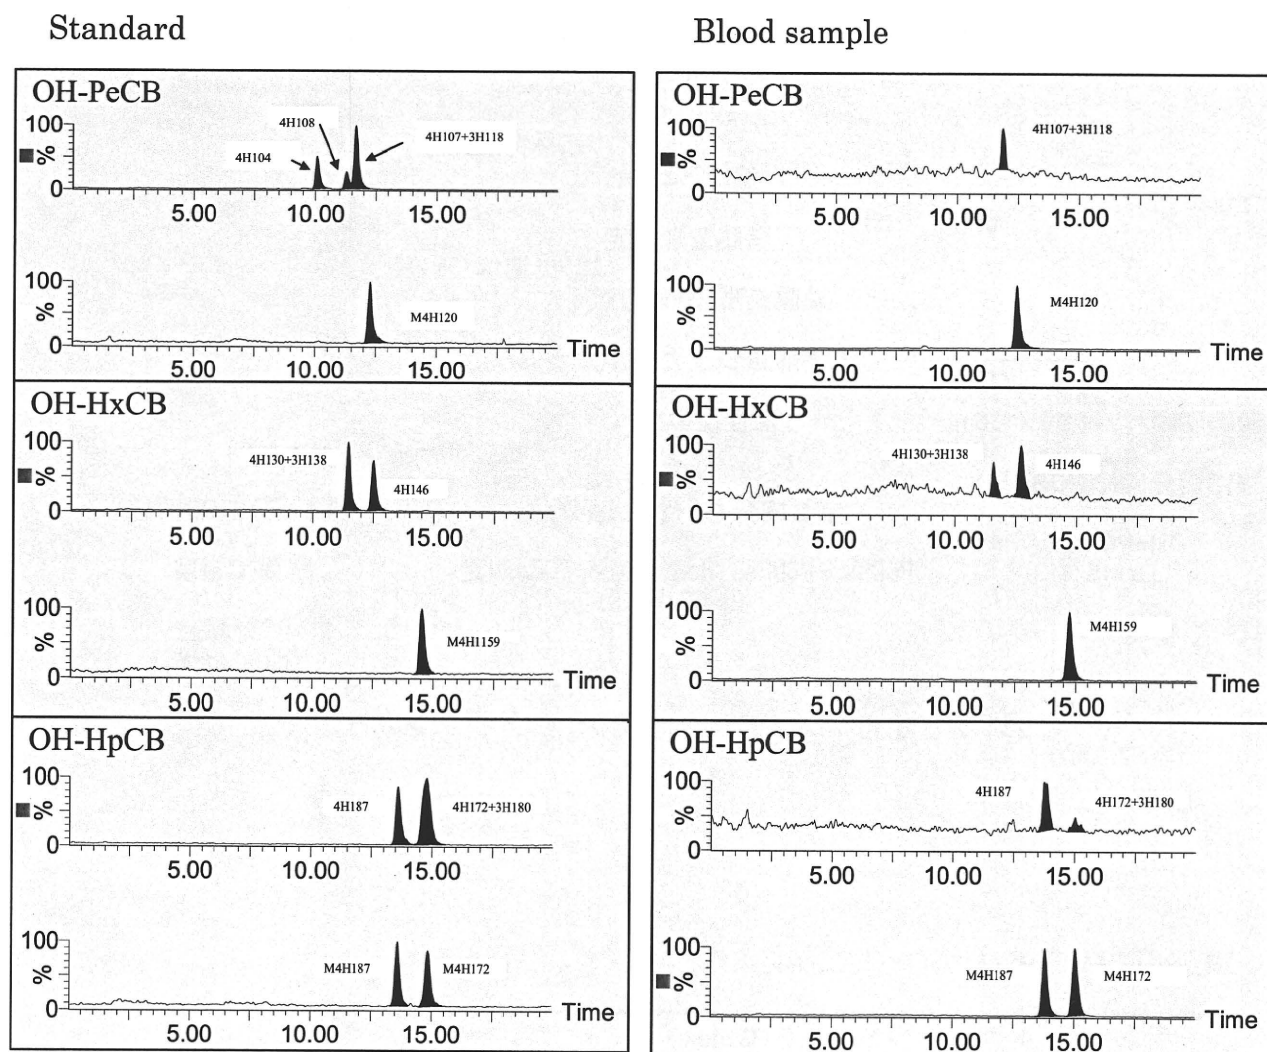 Standard
OH-PeCB
100
%
0
4H104
4H108
4H107+3H118
5.00 10.00 15.00
100
%
0
M4H120
Time
5.00 10.00 15.00
OH-HxCB
100
%
0
4H130+3H138
4H146
5.00 10.00 15.00
100
%
0
M4H1159
Time
5.00 10.00 15.00
OH-HpCB
100
%
0
4H187
4H172+3H180
5.00 10.00 15.00
100
%
0
M4H187
M4H172
Time
5.00 10.00 15.00
Blood sample
OH-PeCB
100
%
0
4H107+3H118
5.00 10.00 15.00
100
%
0
M4H120
Time
5.00 10.00 15.00
OH-HxCB
100
%
0
4H130+3H138
4H146
5.00 10.00 15.00
100
%
0
M4H159
Time
5.00 10.00 15.00
OH-HpCB
100
%
0
4H187
4H172+3H180
5.00 10.00 15.00
100
%
0
M4H187
M4H172
Time
5.00 10.00 15.00